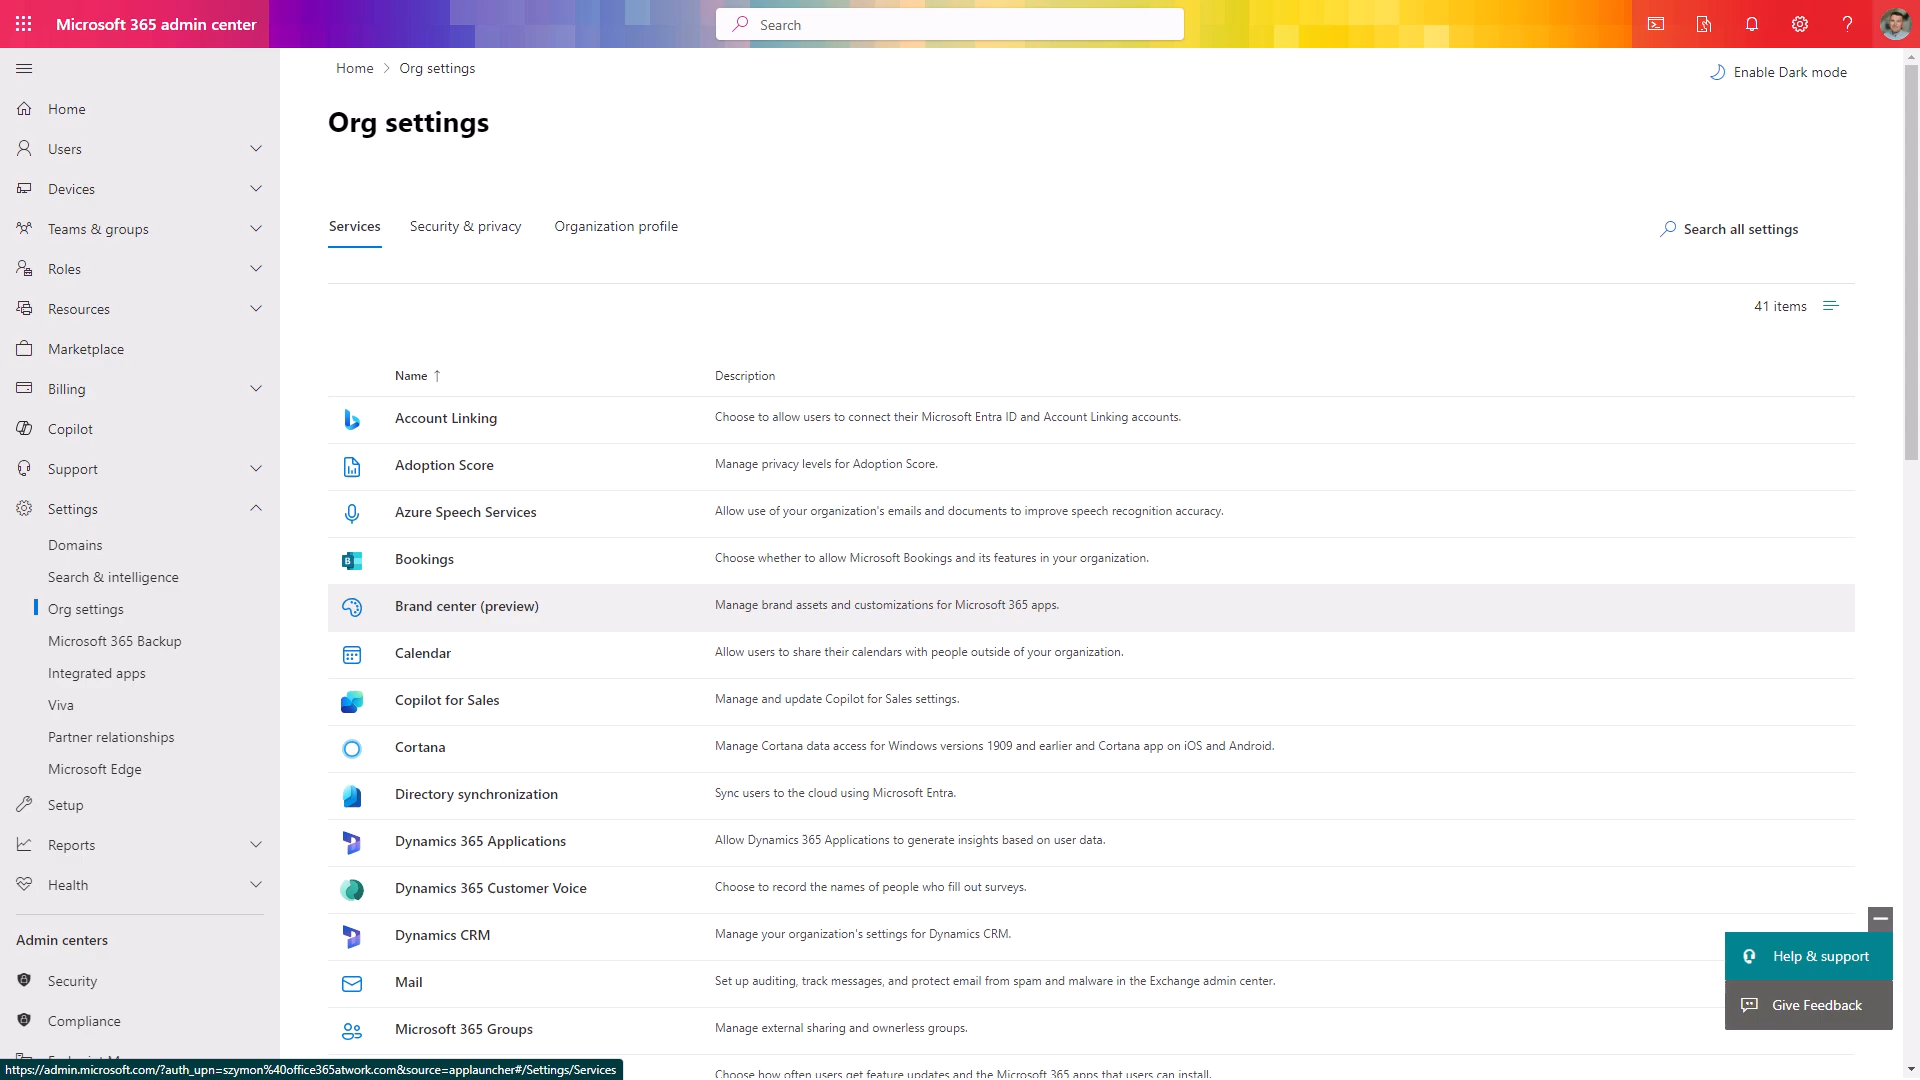 Microsoft 365 admin center
Search
Home
Users
Devices
Teams & groups
Roles
Resources
Marketplace
Billing
Copilot
Support
Settings
Domains
Search & intelligence
Org settings
Microsoft 365 Backup
Integrated apps
Viva
Partner relationships
Microsoft Edge
Setup
Reports
Health
Admin centers
Security
Compliance
https://admin.microsoft.com/?auth_upn=szymon%40office365atwork.com&source=applauncher#/Settings/Services
Home > Org settings
Enable Dark mode
Org settings
Services Security & privacy Organization profile
Search all settings
41 items
Name ↑ Description
Account Linking Choose to allow users to connect their Microsoft Entra ID and Account Linking accounts.
Adoption Score Manage privacy levels for Adoption Score.
Azure Speech Services Allow use of your organization's emails and documents to improve speech recognition accuracy.
Bookings Choose whether to allow Microsoft Bookings and its features in your organization.
Brand center (preview) Manage brand assets and customizations for Microsoft 365 apps.
Calendar Allow users to share their calendars with people outside of your organization.
Copilot for Sales Manage and update Copilot for Sales settings.
Cortana Manage Cortana data access for Windows versions 1909 and earlier and Cortana app on iOS and Android.
Directory synchronization Sync users to the cloud using Microsoft Entra.
Dynamics 365 Applications Allow Dynamics 365 Applications to generate insights based on user data.
Dynamics 365 Customer Voice Choose to record the names of people who fill out surveys.
Dynamics CRM Manage your organization's settings for Dynamics CRM.
Mail Set up auditing, track messages, and protect email from spam and malware in the Exchange admin center.
Microsoft 365 Groups Manage external sharing and ownerless groups.
Choose how often users get feature updates and the Microsoft 365 apps that users can install.
Help & support
Give Feedback